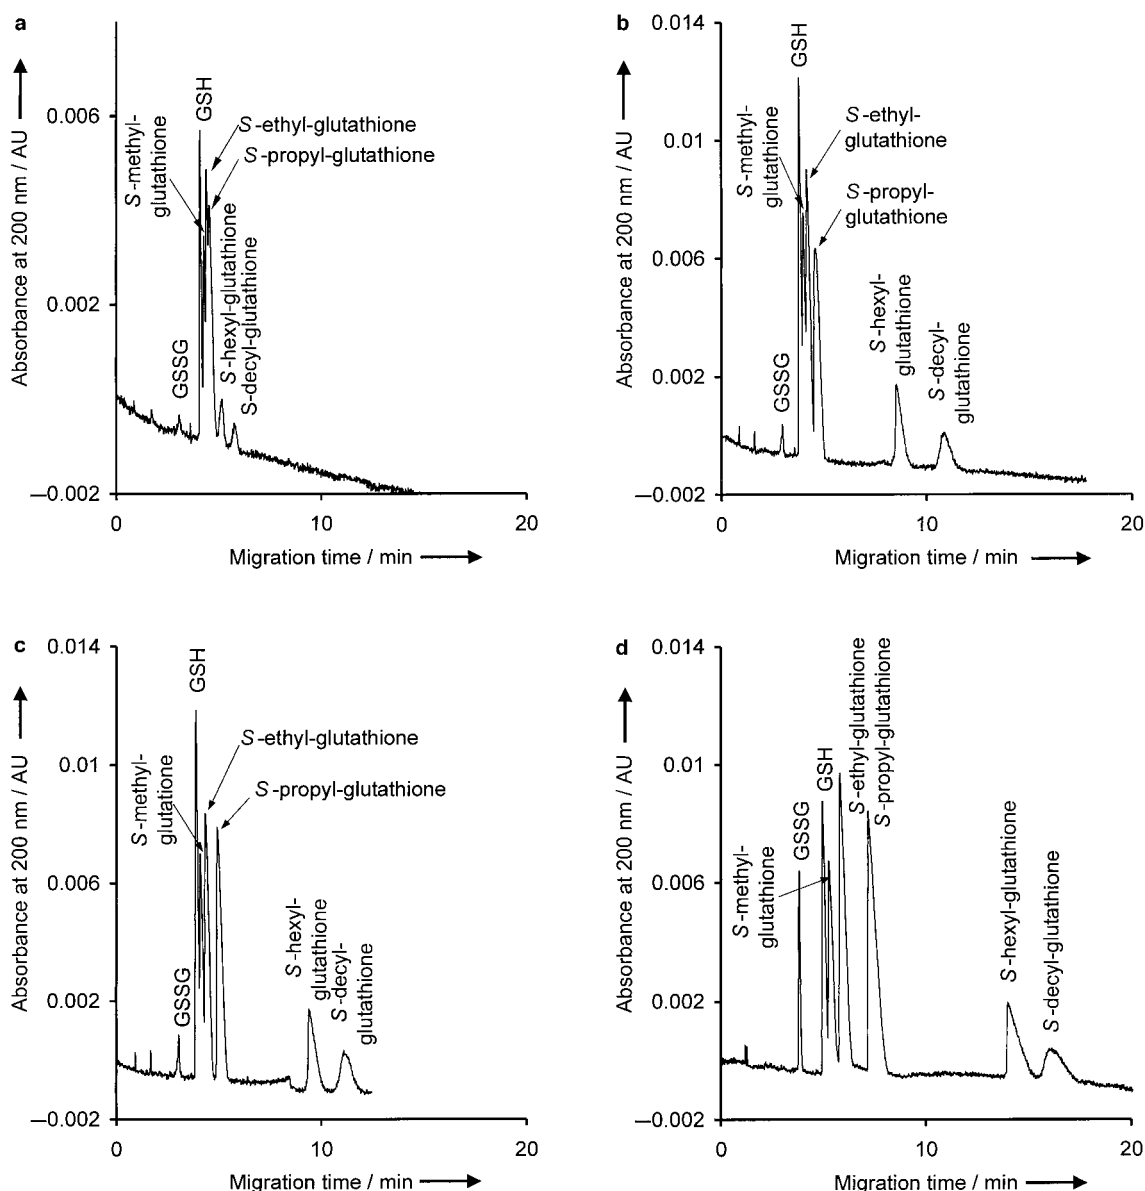 a
Absorbance at 200 nm / AU
0.006
0.002
—0.002
S-methyl-
glutathione
GSH
S-ethyl-glutathione
S-propyl-glutathione
GSSG
S-hexyl-glutathione
S-decyl-glutathione
0
10
20
Migration time / min
b
Absorbance at 200 nm / AU
0.014
0.01
0.006
0.002
—0.002
S-methyl-
glutathione
GSH
S-ethyl-
glutathione
S-propyl-
glutathione
GSSG
S-hexyl-
glutathione
S-decyl-
glutathione
0
10
20
Migration time / min
c
Absorbance at 200 nm / AU
0.014
0.01
0.006
0.002
—0.002
S-methyl-
glutatione
GSH
S-ethyl-glutathione
S-propyl-glutathione
GSSG
S-hexyl-
glutathione
S-decyl-
glutathione
0
10
20
Migration time / min
d
Absorbance at 200 nm / AU
0.014
0.01
0.006
0.002
—0.002
S-methyl-
glutathione
GSSG
GSH
S-ethyl-glutathione
S-propyl-glutathione
S-hexyl-glutathione
S-decyl-glutathione
0
10
20
Migration time / min